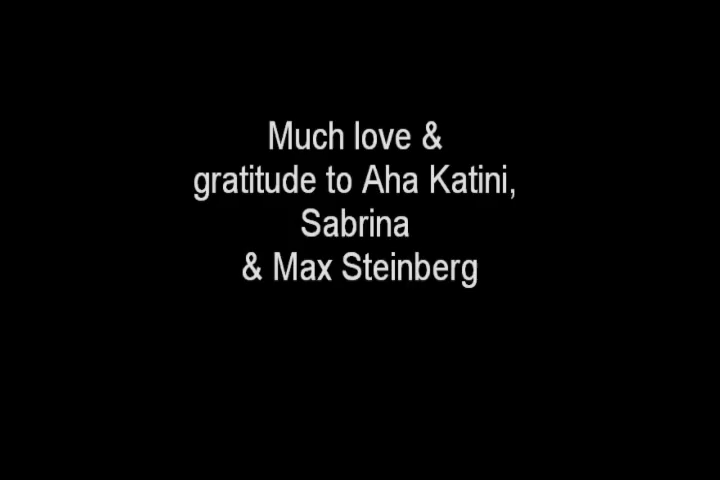 Much love &
gratitude to Aha Katini,
Sabrina
& Max Steinberg